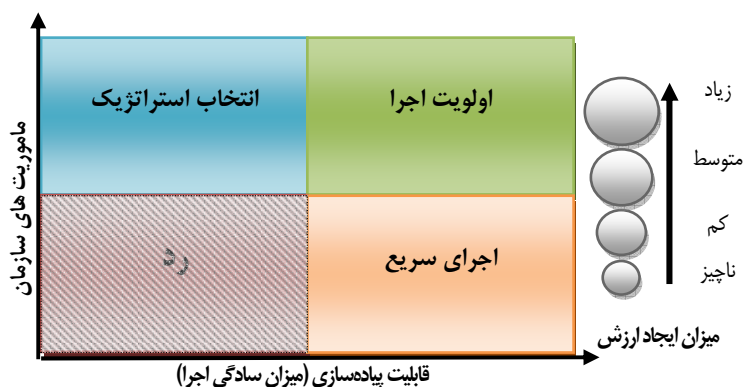 انتخاب استراتژیک
اولویت اجرا
رد
اجرای سریع
ماموریت های سازمان
قابلیت پیاده‌سازی (میزان سادگی اجرا)
زیاد
متوسط
کم
ناچیز
میزان ایجاد ارزش